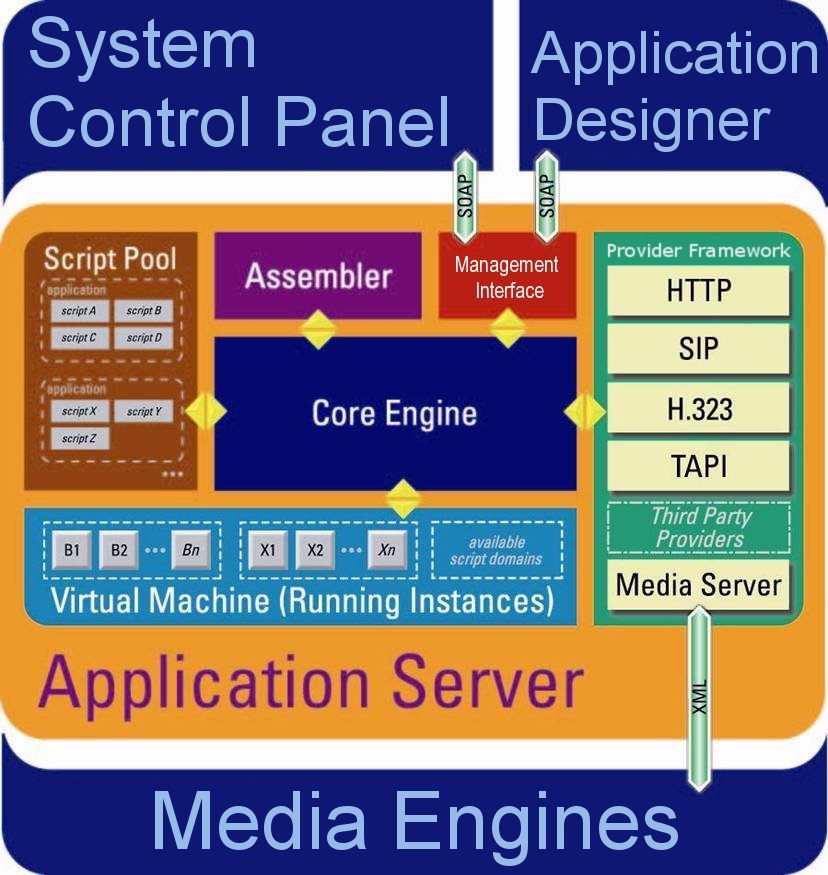 System
Control Panel
Application
Designer
SOAP
SOAP
Script Pool
application
script A
script B
script C
script D
application
script X
script Y
script Z
...
Assembler
Management
Interface
Core Engine
Provider Framework
HTTP
SIP
H.323
TAPI
Third Party
Providers
Media Server
B1
B2
...
Bn
X1
X2
...
Xn
available
script domains
Virtual Machine (Running Instances)
Application Server
XML
Media Engines